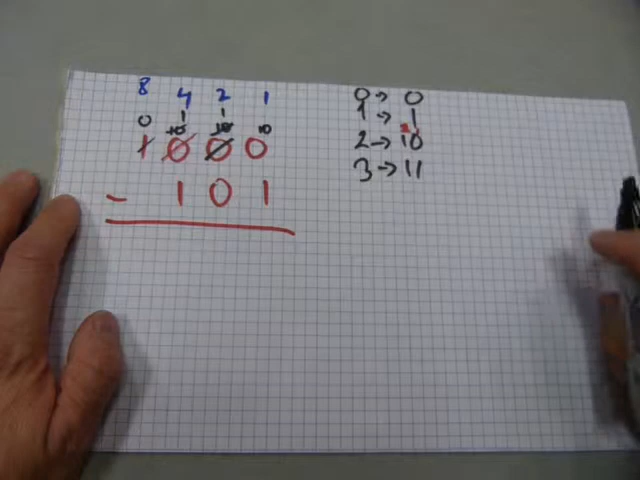 8 4 2 1
0 1 1
10 10 10
1 0 0 0
- 1 0 1
0 → 0
1 → 1
2 → 10
3 → 11